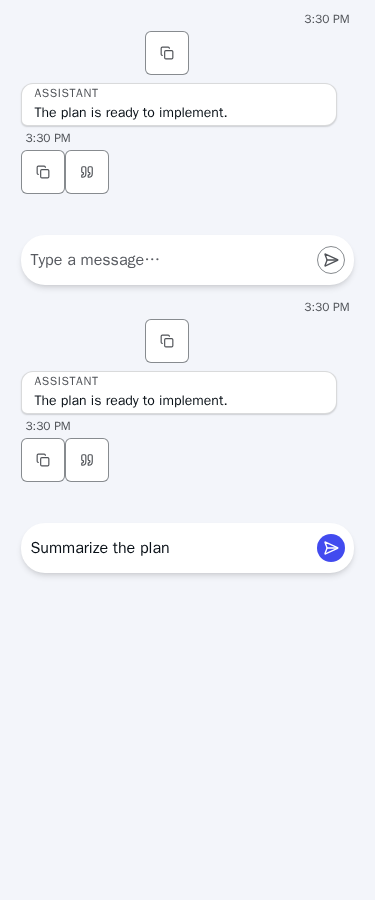 3:30 PM
ASSISTANT
The plan is ready to implement.
3:30 PM
Type a message···
3:30 PM
ASSISTANT
The plan is ready to implement.
3:30 PM
Summarize the plan